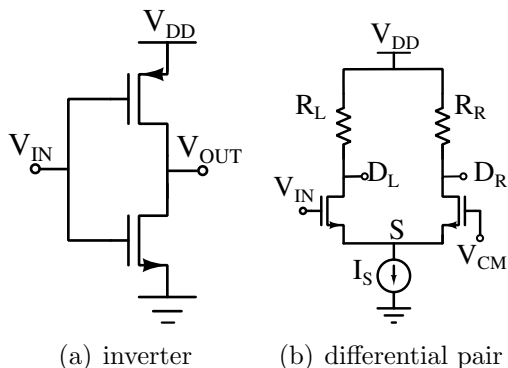 V_DD
V_IN
V_OUT
(a) inverter
V_DD
R_L R_R
D_L D_R
V_IN
S
V_CM
I_S
(b) differential pair